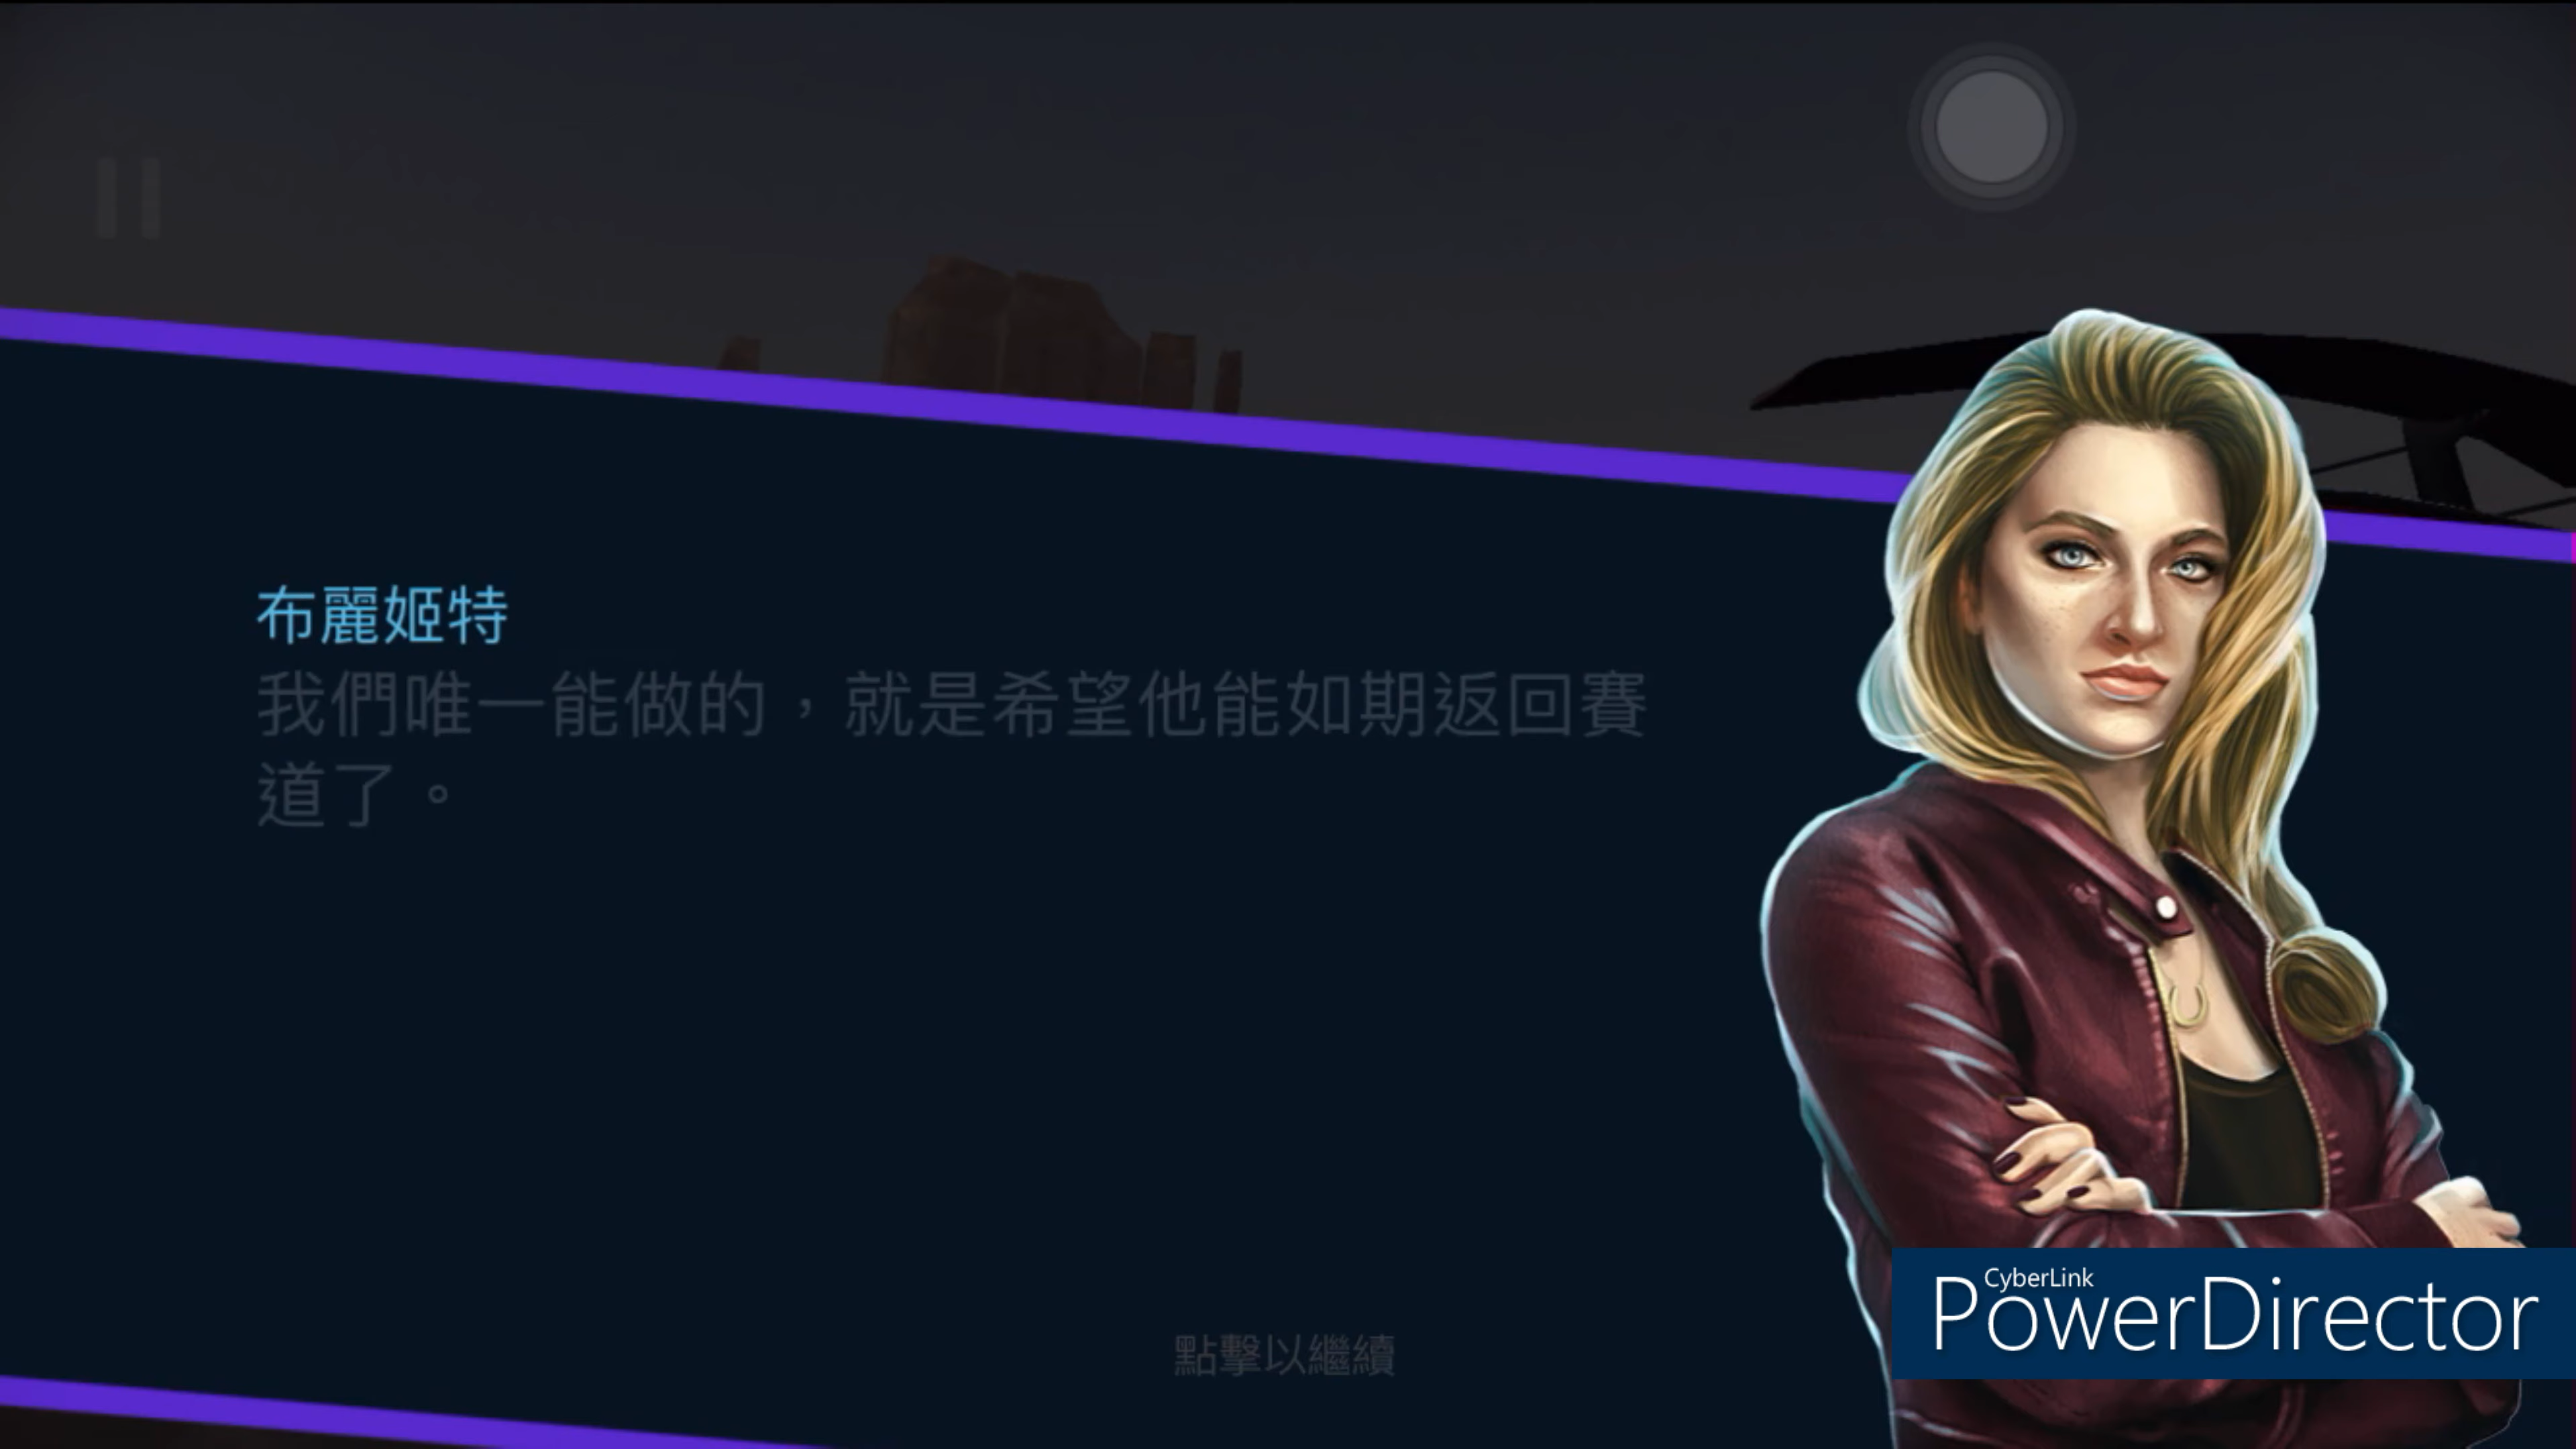 布麗姬特
我們唯一能做的，就是希望他能如期返回賽
道了。
點擊以繼續
CyberLink
PowerDirector